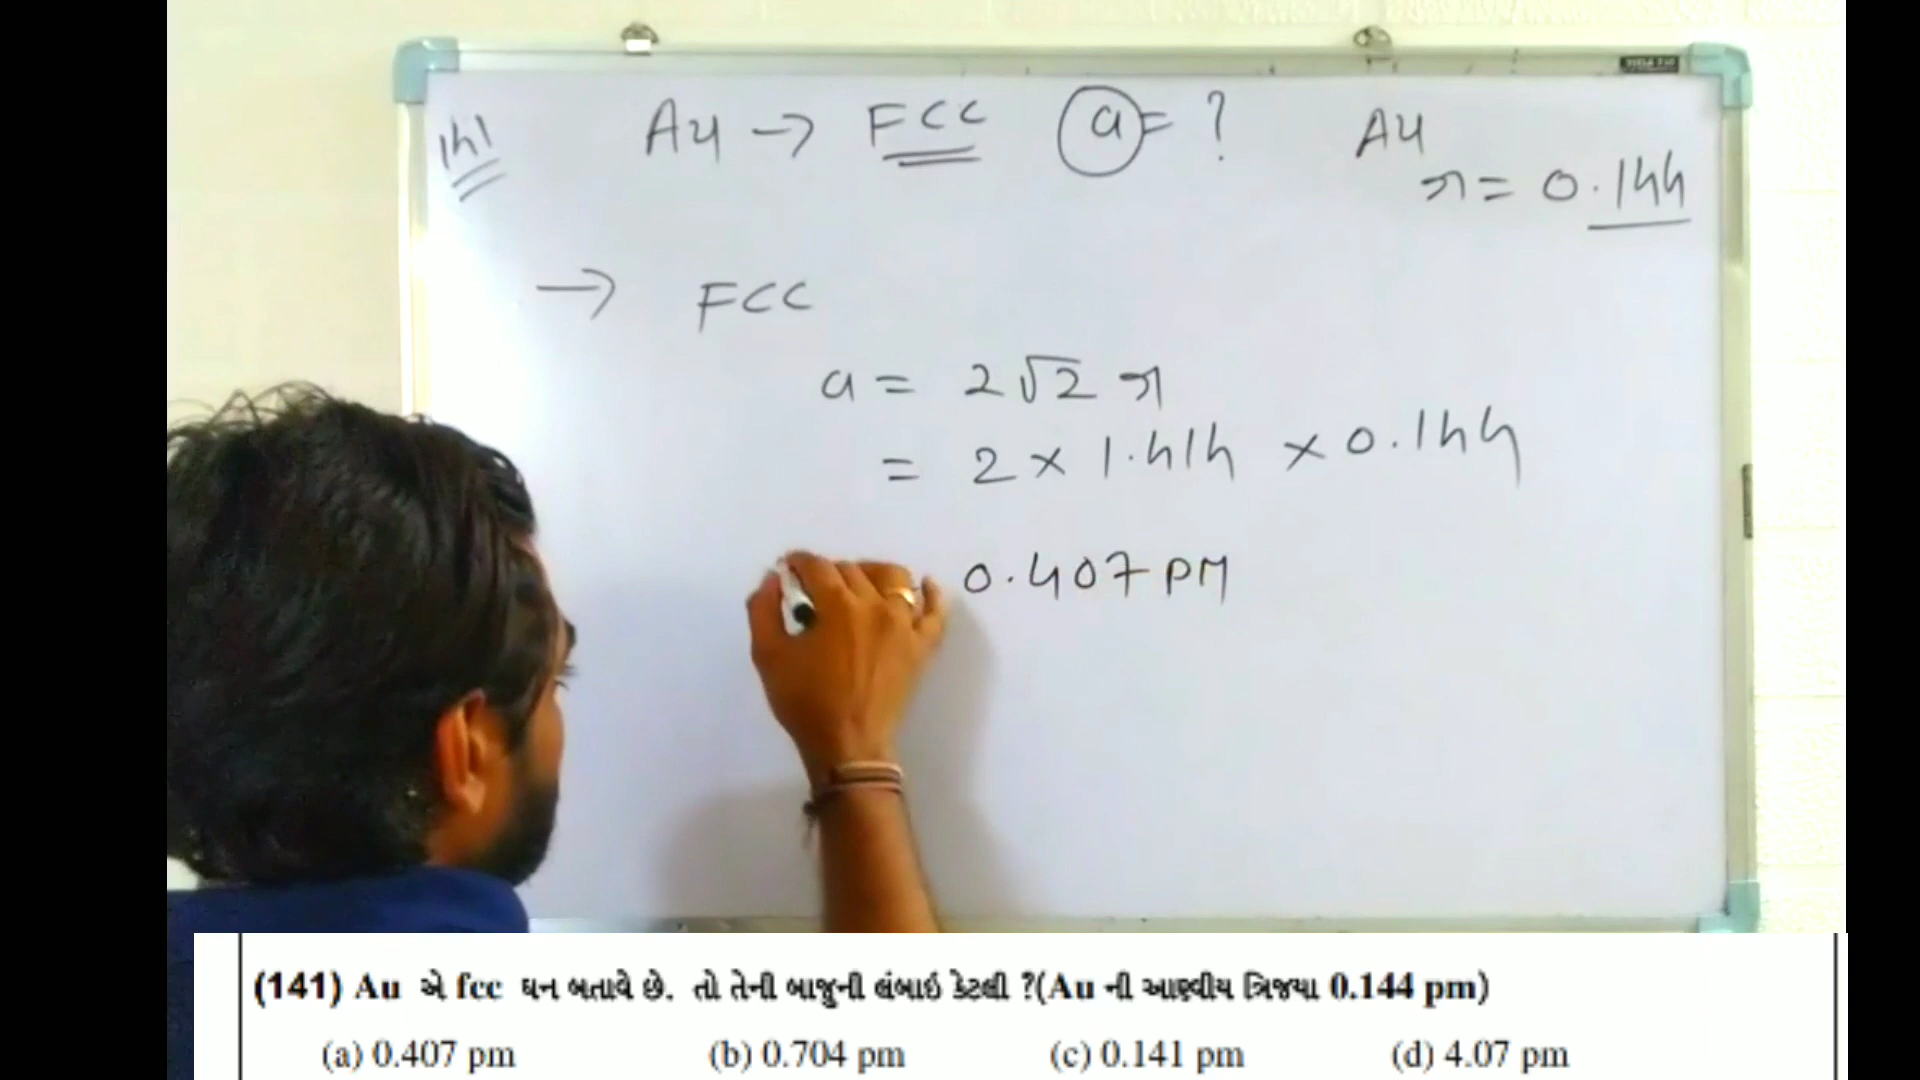 141 Au → FCC a = ? Au
r = 0.144
→ FCC
a = 2√2 r
= 2 × 1.414 × 0.144
0.407 PM
(141) Au એ fcc ઘન બતાવે છે. તો તેની બાજુની લંબાઇ કેટલી ?(Au ની આણ્વીય ત્રિજ્યા 0.144 pm)
(a) 0.407 pm (b) 0.704 pm (c) 0.141 pm (d) 4.07 pm